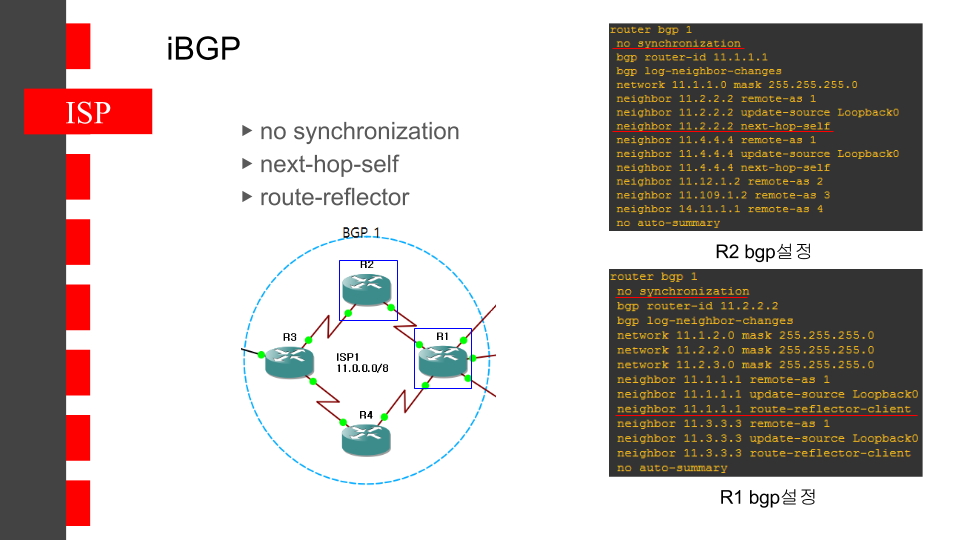 iBGP
ISP
no synchronization
next-hop-self
route-reflector
BGP 1
R2
R3
R1
ISP1
11.0.0.0/8
R4
router bgp 1
no synchronization
bgp router-id 11.1.1.1
bgp log-neighbor-changes
network 11.1.1.0 mask 255.255.255.0
neighbor 11.2.2.2 remote-as 1
neighbor 11.2.2.2 update-source Loopback0
neighbor 11.2.2.2 next-hop-self
neighbor 11.4.4.4 remote-as 1
neighbor 11.4.4.4 update-source Loopback0
neighbor 11.4.4.4 next-hop-self
neighbor 11.12.1.2 remote-as 2
neighbor 11.109.1.2 remote-as 3
neighbor 14.11.1.1 remote-as 4
no auto-summary
R2 bgp설정
router bgp 1
no synchronization
bgp router-id 11.2.2.2
bgp log-neighbor-changes
network 11.1.2.0 mask 255.255.255.0
network 11.2.2.0 mask 255.255.255.0
network 11.2.3.0 mask 255.255.255.0
neighbor 11.1.1.1 remote-as 1
neighbor 11.1.1.1 update-source Loopback0
neighbor 11.1.1.1 route-reflector-client
neighbor 11.3.3.3 remote-as 1
neighbor 11.3.3.3 update-source Loopback0
neighbor 11.3.3.3 route-reflector-client
no auto-summary
R1 bgp설정